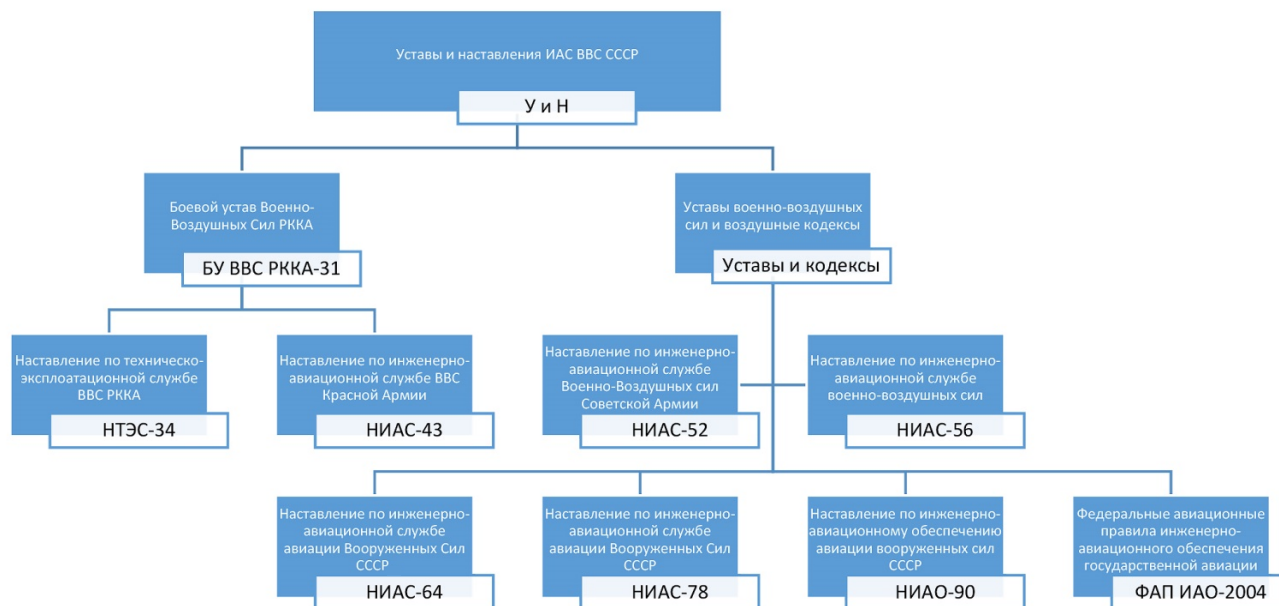 Уставы и наставления ИАС ВВС СССР
У и Н
Боевой устав Военно-
Воздушных Сил РККА
БУ ВВС РККА-31
Уставы военно-воздушных
сил и воздушные кодексы
Уставы и кодексы
Наставление по техническо-
эксплоатационной службе
ВВС РККА
НТЭС-34
Наставление по инженерно-
авиационной службе ВВС
Красной Армии
НИАС-43
Наставление по инженерно-
авиационной службе
Военно-Воздушных сил
Советской Армии
НИАС-52
Наставление по инженерно-
авиационной службе
военно-воздушных сил
НИАС-56
Наставление по инженерно-
авиационной службе
авиации Вооруженных Сил
СССР
НИАС-64
Наставление по инженерно-
авиационной службе
авиации Вооруженных Сил
СССР
НИАС-78
Наставление по инженерно-
авиационному обеспечению
авиации вооруженных сил
СССР
НИАО-90
Федеральные авиационные
правила инженерно-
авиационного обеспечения
государственной авиации
ФАП ИАО-2004